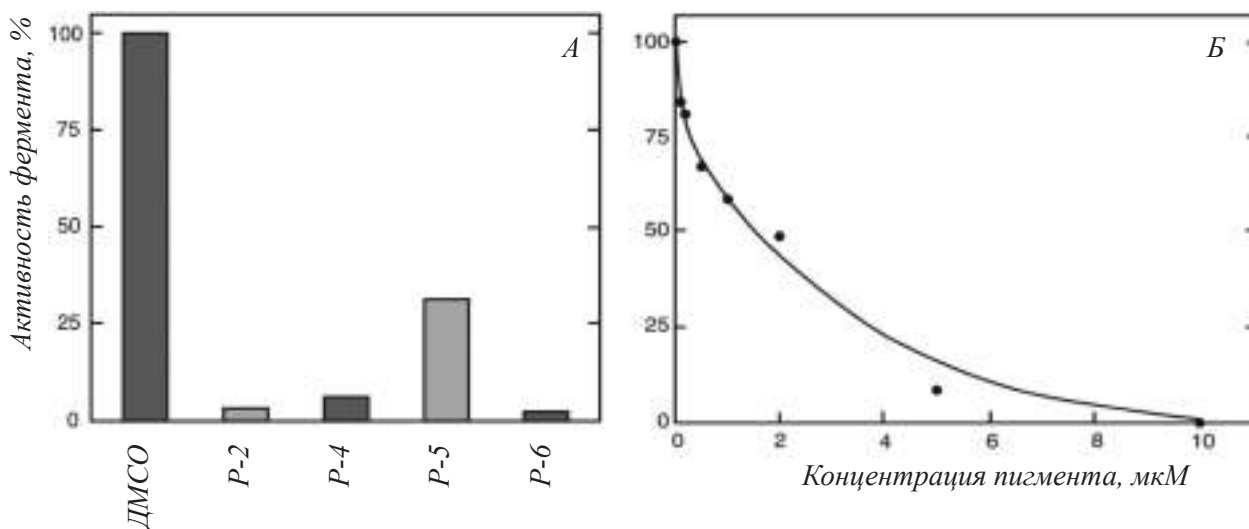 Активность фермента, %
100
75
50
25
0
А
ДМСО
Р-2
Р-4
Р-5
Р-6
100
75
50
25
0
Б
0 2 4 6 8 10
Концентрация пигмента, мкМ